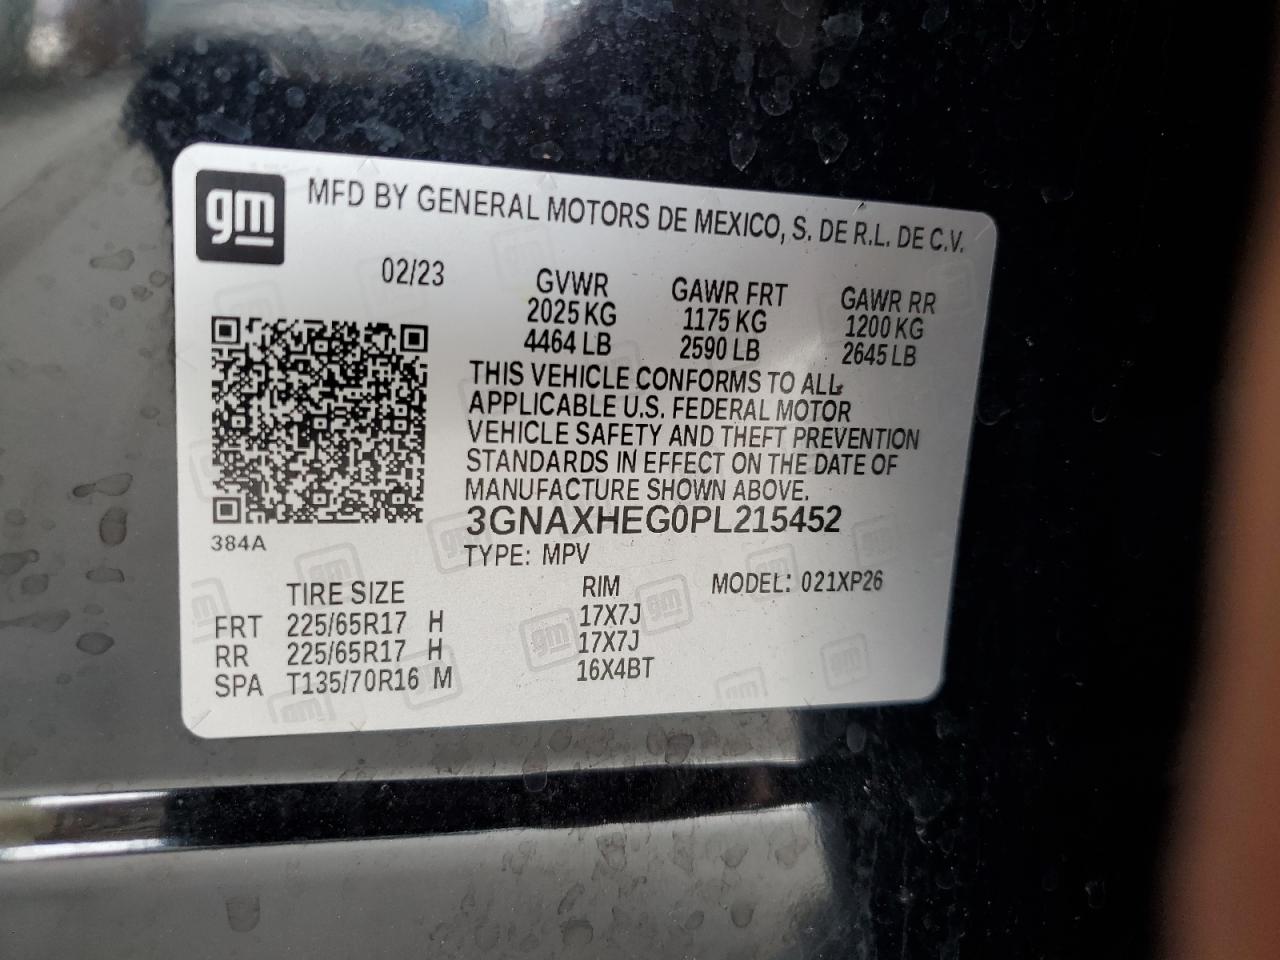 gm MFD BY GENERAL MOTORS DE MEXICO, S. DE R.L. DE C.V.
02/23 GVWR GAWR FRT GAWR RR
2025 KG 1175 KG 1200 KG
4464 LB 2590 LB 2645 LB
THIS VEHICLE CONFORMS TO ALL
APPLICABLE U.S. FEDERAL MOTOR
VEHICLE SAFETY AND THEFT PREVENTION
STANDARDS IN EFFECT ON THE DATE OF
MANUFACTURE SHOWN ABOVE.
3GNAXHEG0PL215452
384A
TYPE: MPV
TIRE SIZE RIM MODEL: 021XP26
FRT 225/65R17 H 17X7J
RR 225/65R17 H 17X7J
SPA T135/70R16 M 16X4BT